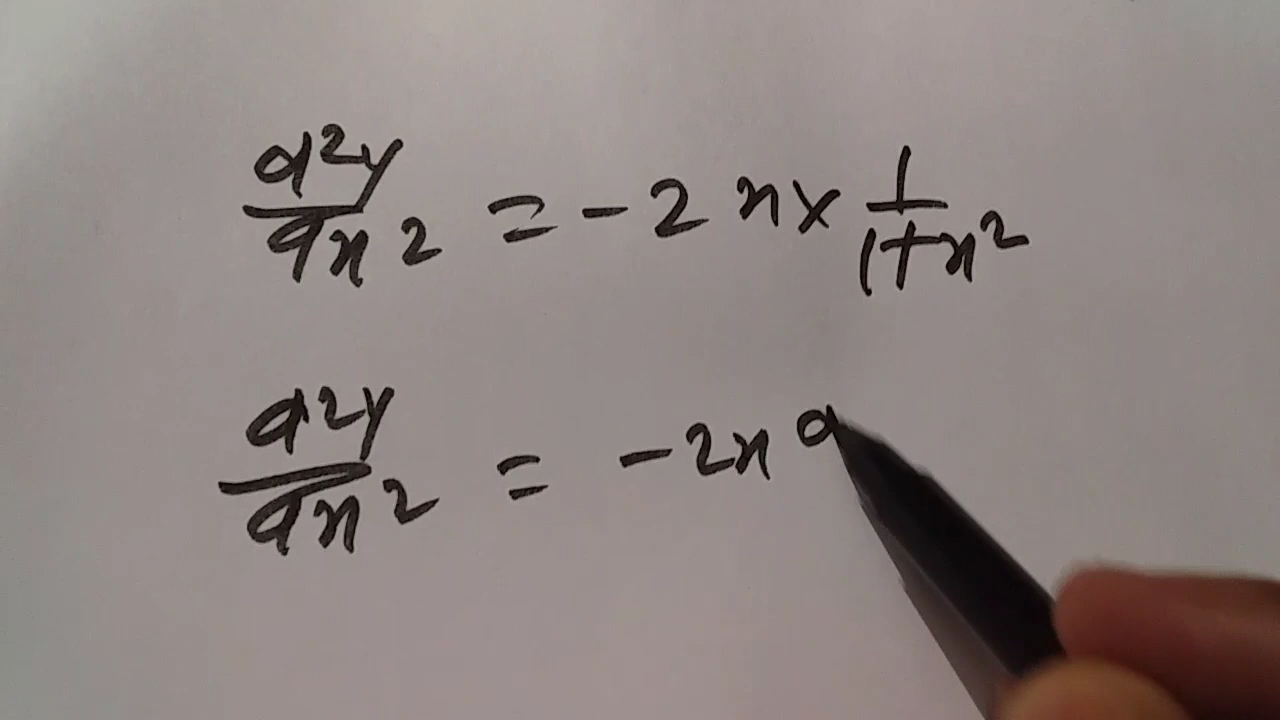 d²y/dx² = -2x × 1/(1+x²)
d²y/dx² = -2x d